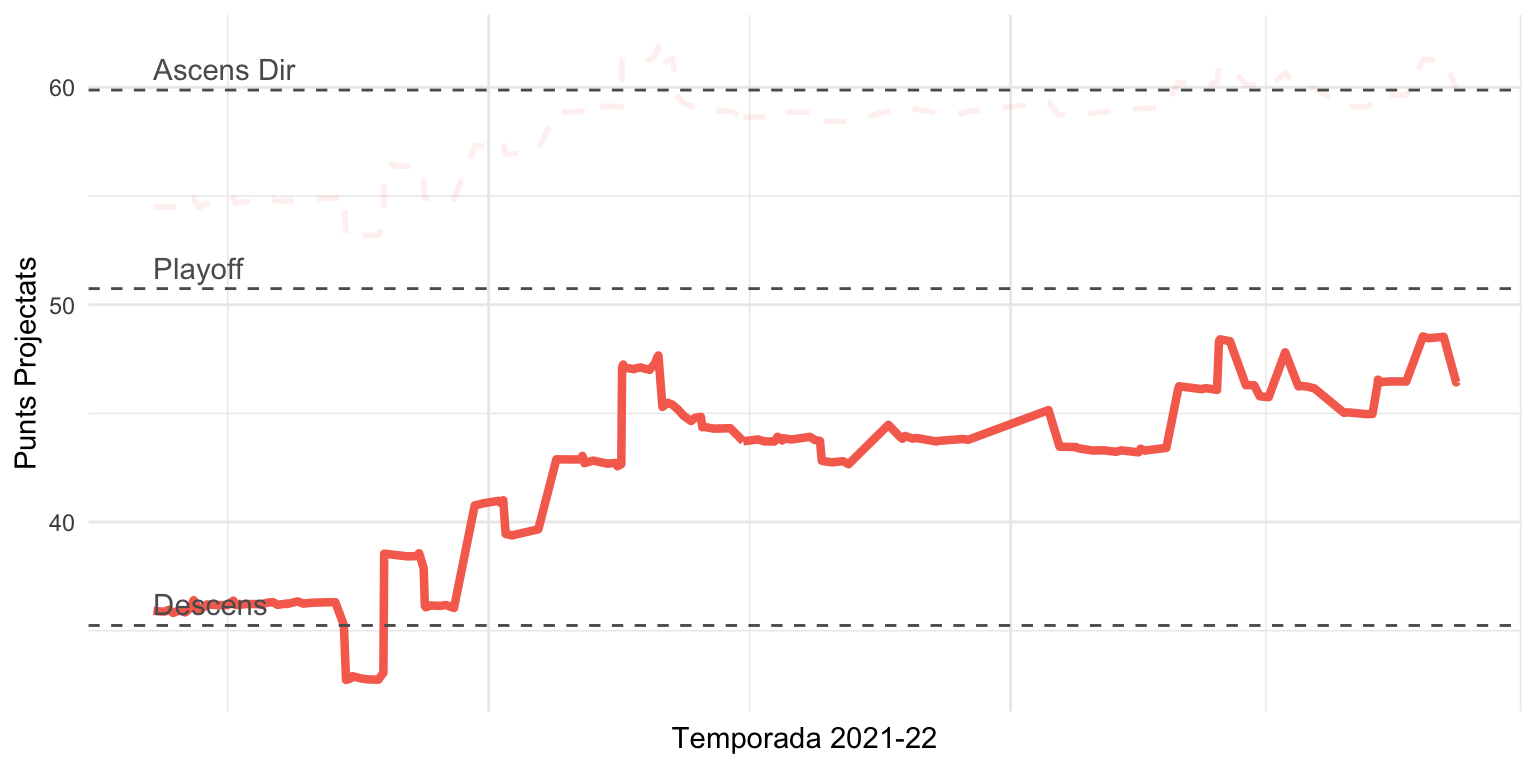 Ascens Dir
60
Playoff
50
40
Descens
Punts Projectats
Temporada 2021-22